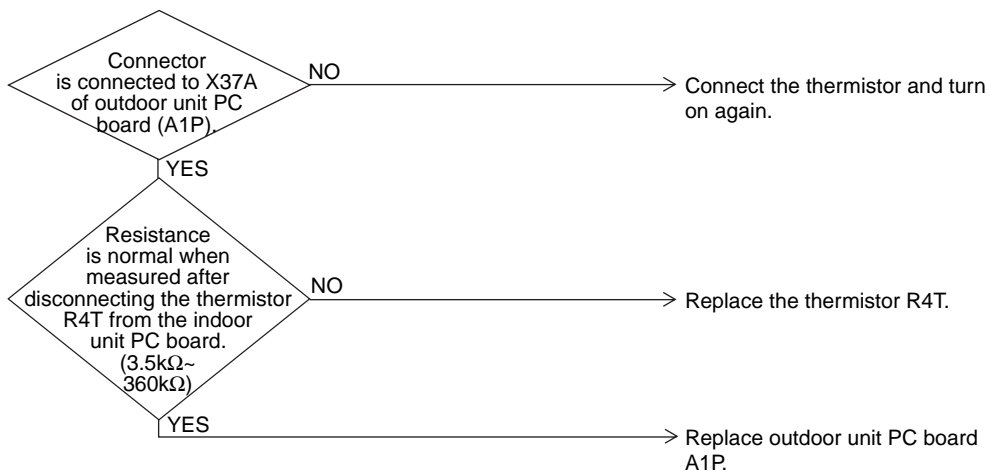 Connector
is connected to X37A
of outdoor unit PC
board (A1P).
NO
Connect the thermistor and turn
on again.
YES
Resistance
is normal when
measured after
disconnecting the thermistor
R4T from the indoor
unit PC board.
(3.5kΩ~
360kΩ)
NO
Replace the thermistor R4T.
YES
Replace outdoor unit PC board
A1P.